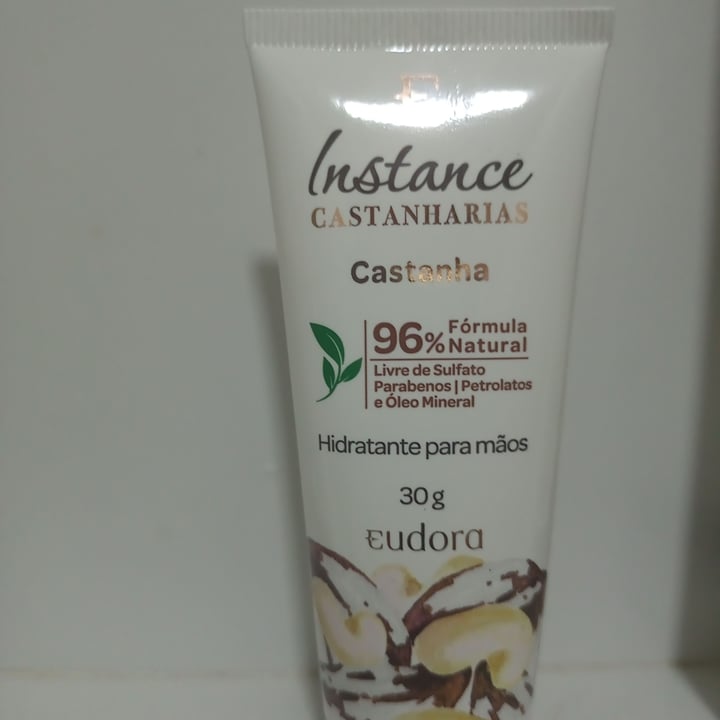 Instance
CASTANHARIAS
Castanha
96% Fórmula
Natural
Livre de Sulfato
Parabenos | Petrolatos
e Óleo Mineral
Hidratante para mãos
30g
eudora